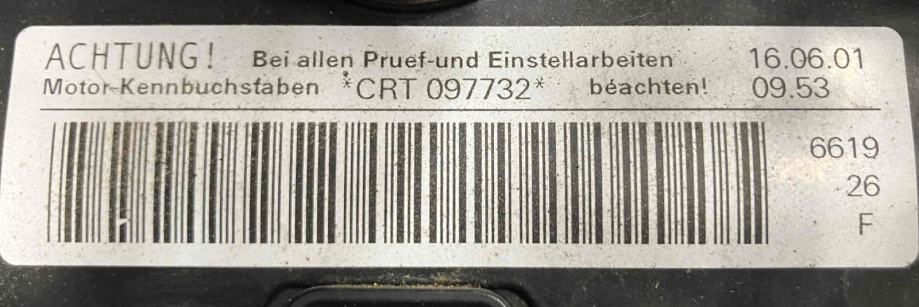 ACHTUNG! Bei allen Pruef-und Einstellarbeiten 16.06.01
Motor-Kennbuchstaben *CRT 097732* beachten! 09.53
6619
26
F